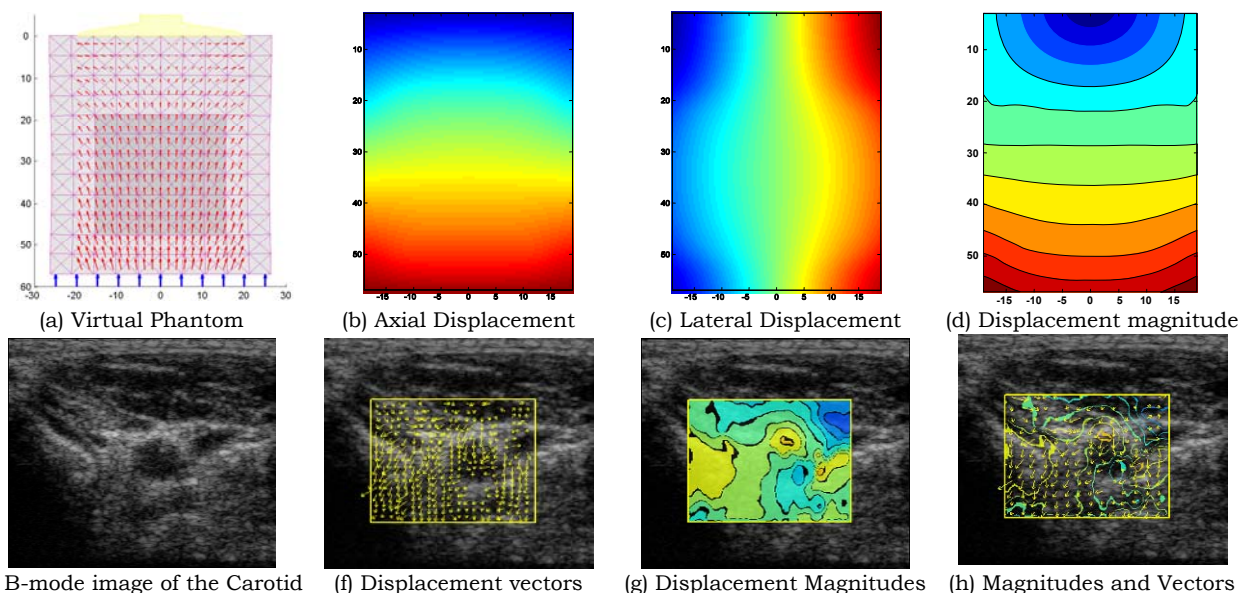 0
10
20
30
40
50
60
-30 -20 -10 0 10 20 30
(a) Virtual Phantom
10
20
30
40
50
-15 -10 -5 0 5 10 15
(b) Axial Displacement
10
20
30
40
50
-15 -10 -5 0 5 10 15
(c) Lateral Displacement
10
20
30
40
50
-15 -10 -5 0 5 10 15
(d) Displacement magnitude
B-mode image of the Carotid
(f) Displacement vectors
(g) Displacement Magnitudes
(h) Magnitudes and Vectors